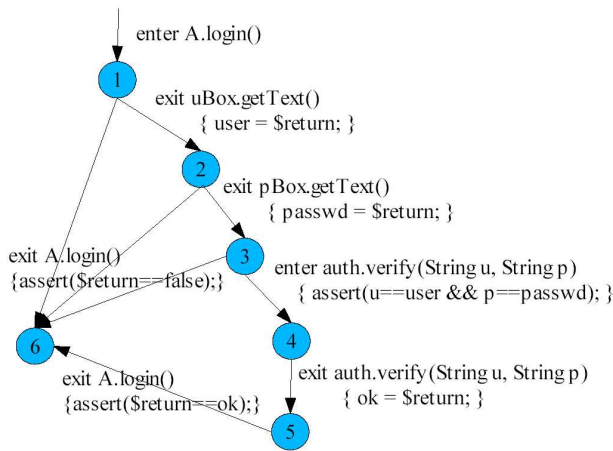 enter A.login()
1
exit uBox.getText()
{ user = $return; }
2
exit pBox.getText()
{ passwd = $return; }
3
exit A.login()
{assert($return==false);}
enter auth.verify(String u, String p)
{ assert(u==user && p==passwd); }
4
6
exit A.login()
{assert($return==ok);}
exit auth.verify(String u, String p)
{ ok = $return; }
5